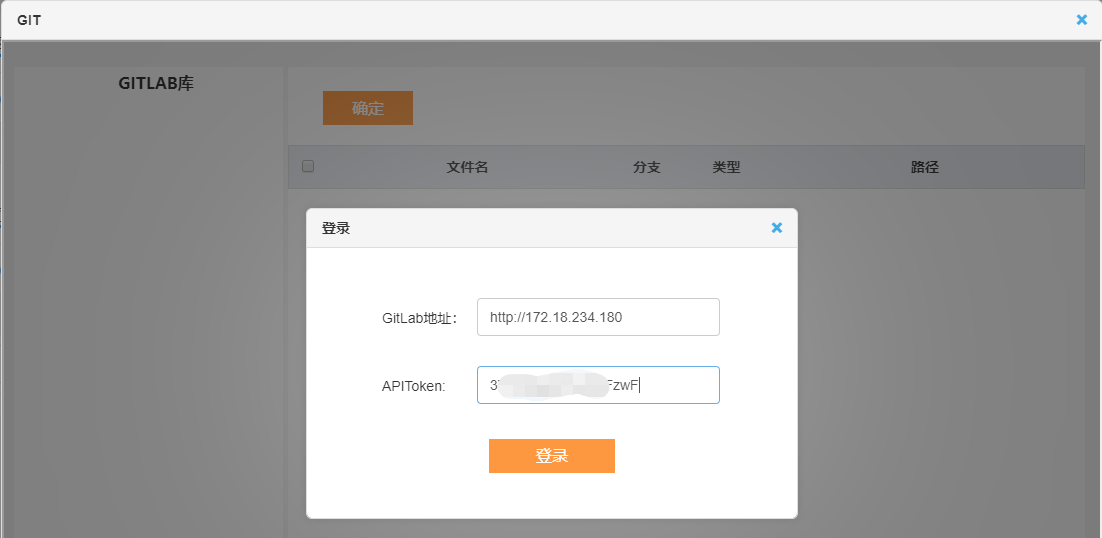 GIT
GITLAB库
确定
文件名 分支 类型 路径
登录
GitLab地址: http://172.18.234.180
APIToken: 3 FzwF
登录